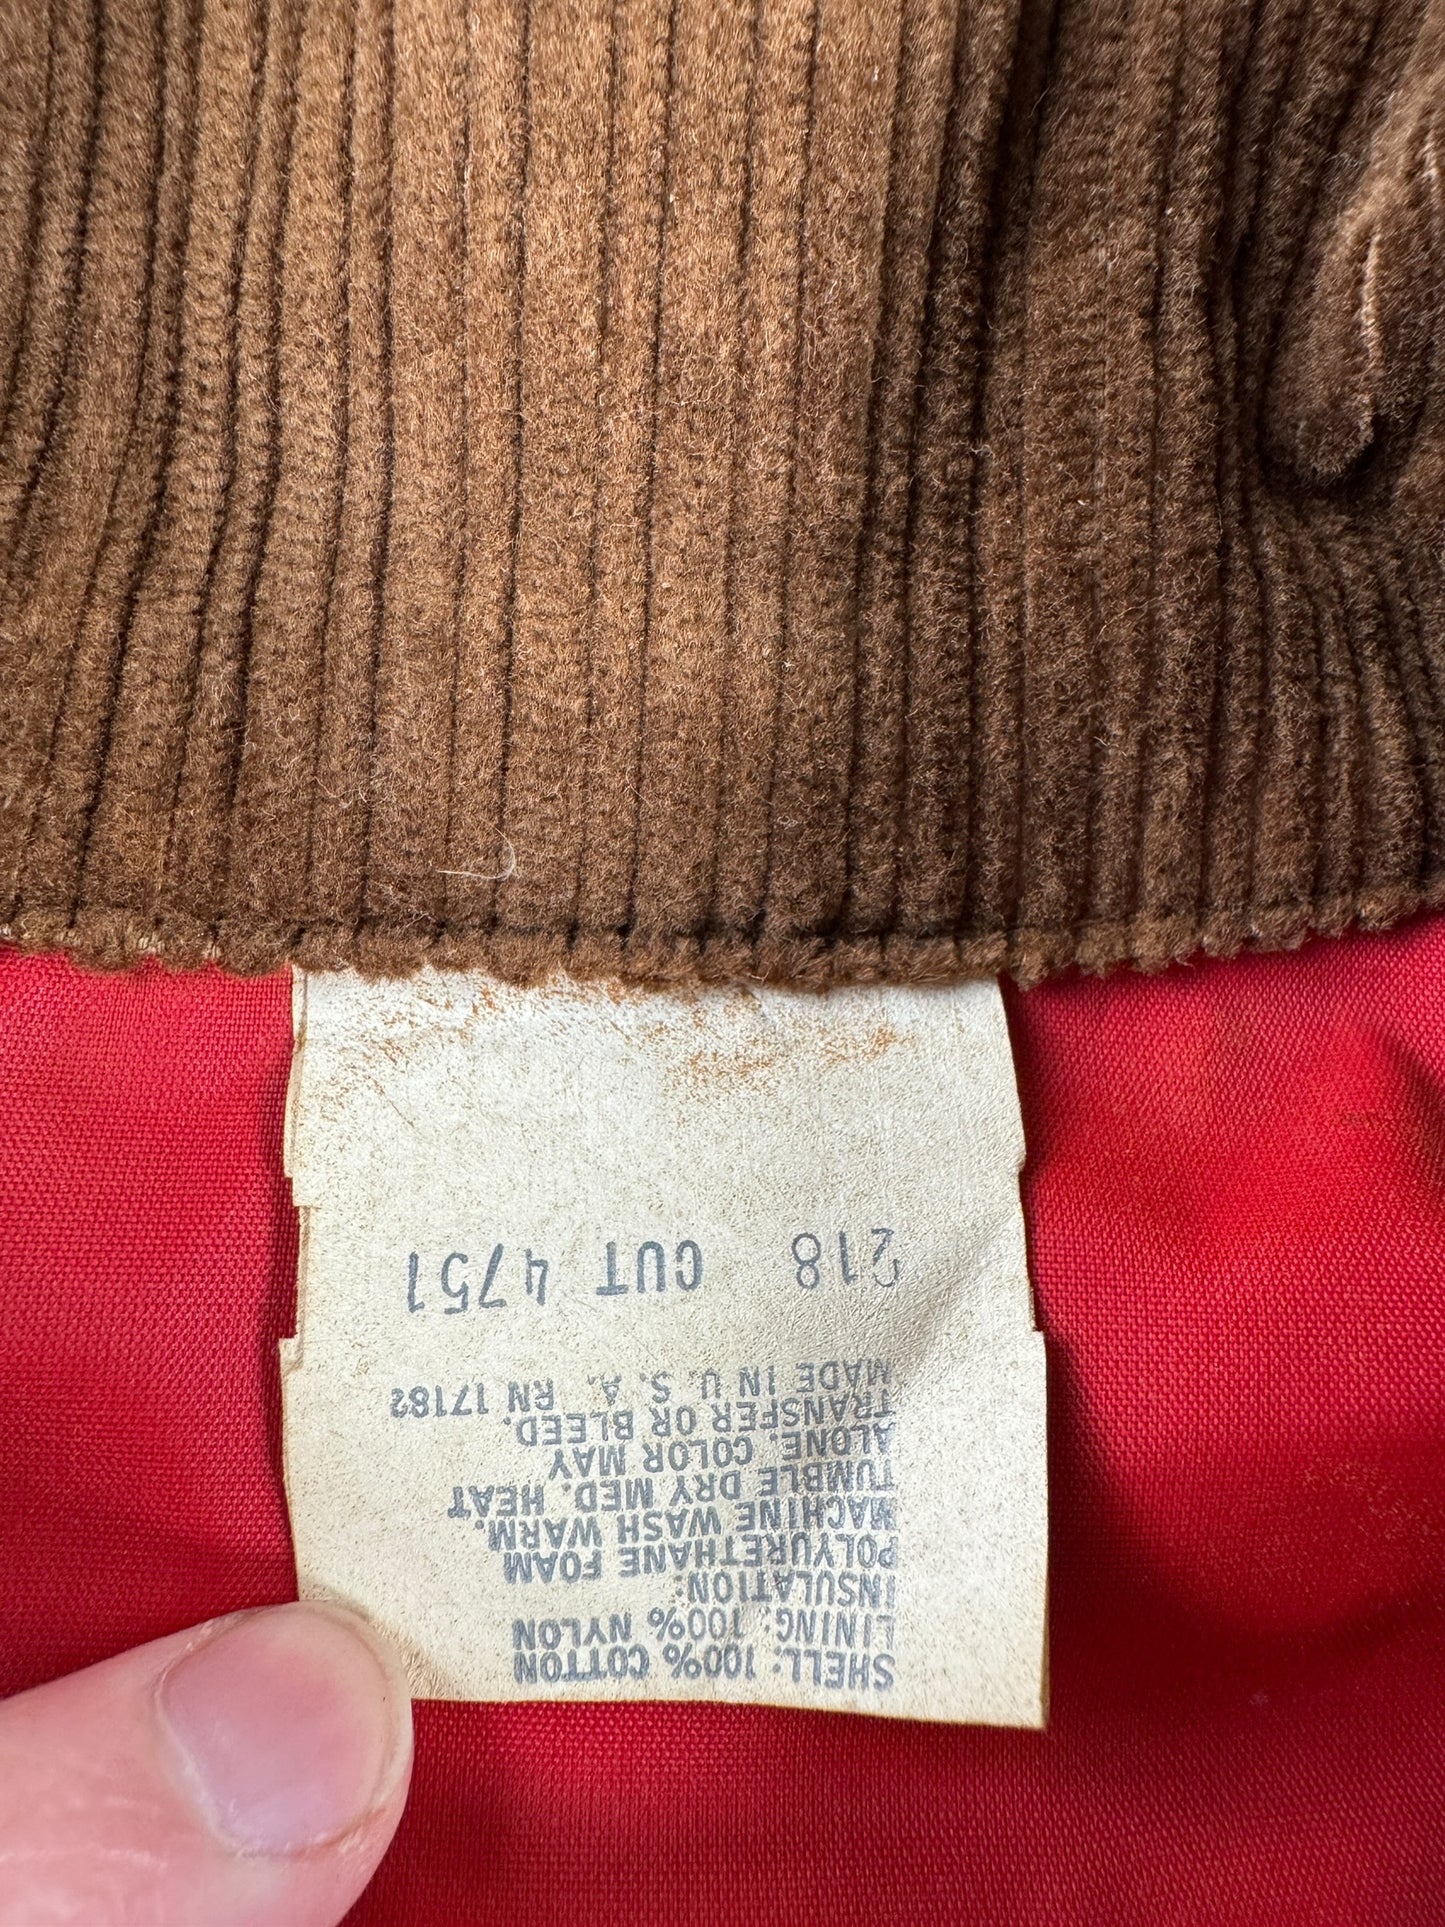 SHELL: 100% COTTON
LINING: 100% NYLON
INSULATION:
POLYURETHANE FOAM
MACHINE WASH WARM.
TUMBLE DRY MED. HEAT
ALONE. COLOR MAY
TRANSFER OR BLEED.
MADE IN U. S. A. RN 17182
218 CUT 4751